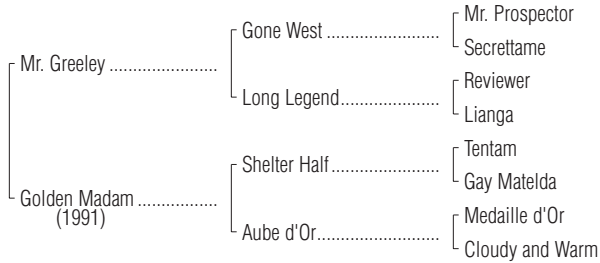 Mr. Prospector
Gone West ........................
Secrettame
Mr. Greeley .......................
Reviewer
Long Legend.....................
Lianga
Tentam
Shelter Half.......................
Gay Matelda
Golden Madam .................
(1991)
Medaille d'Or
Aube d'Or..........................
Cloudy and Warm